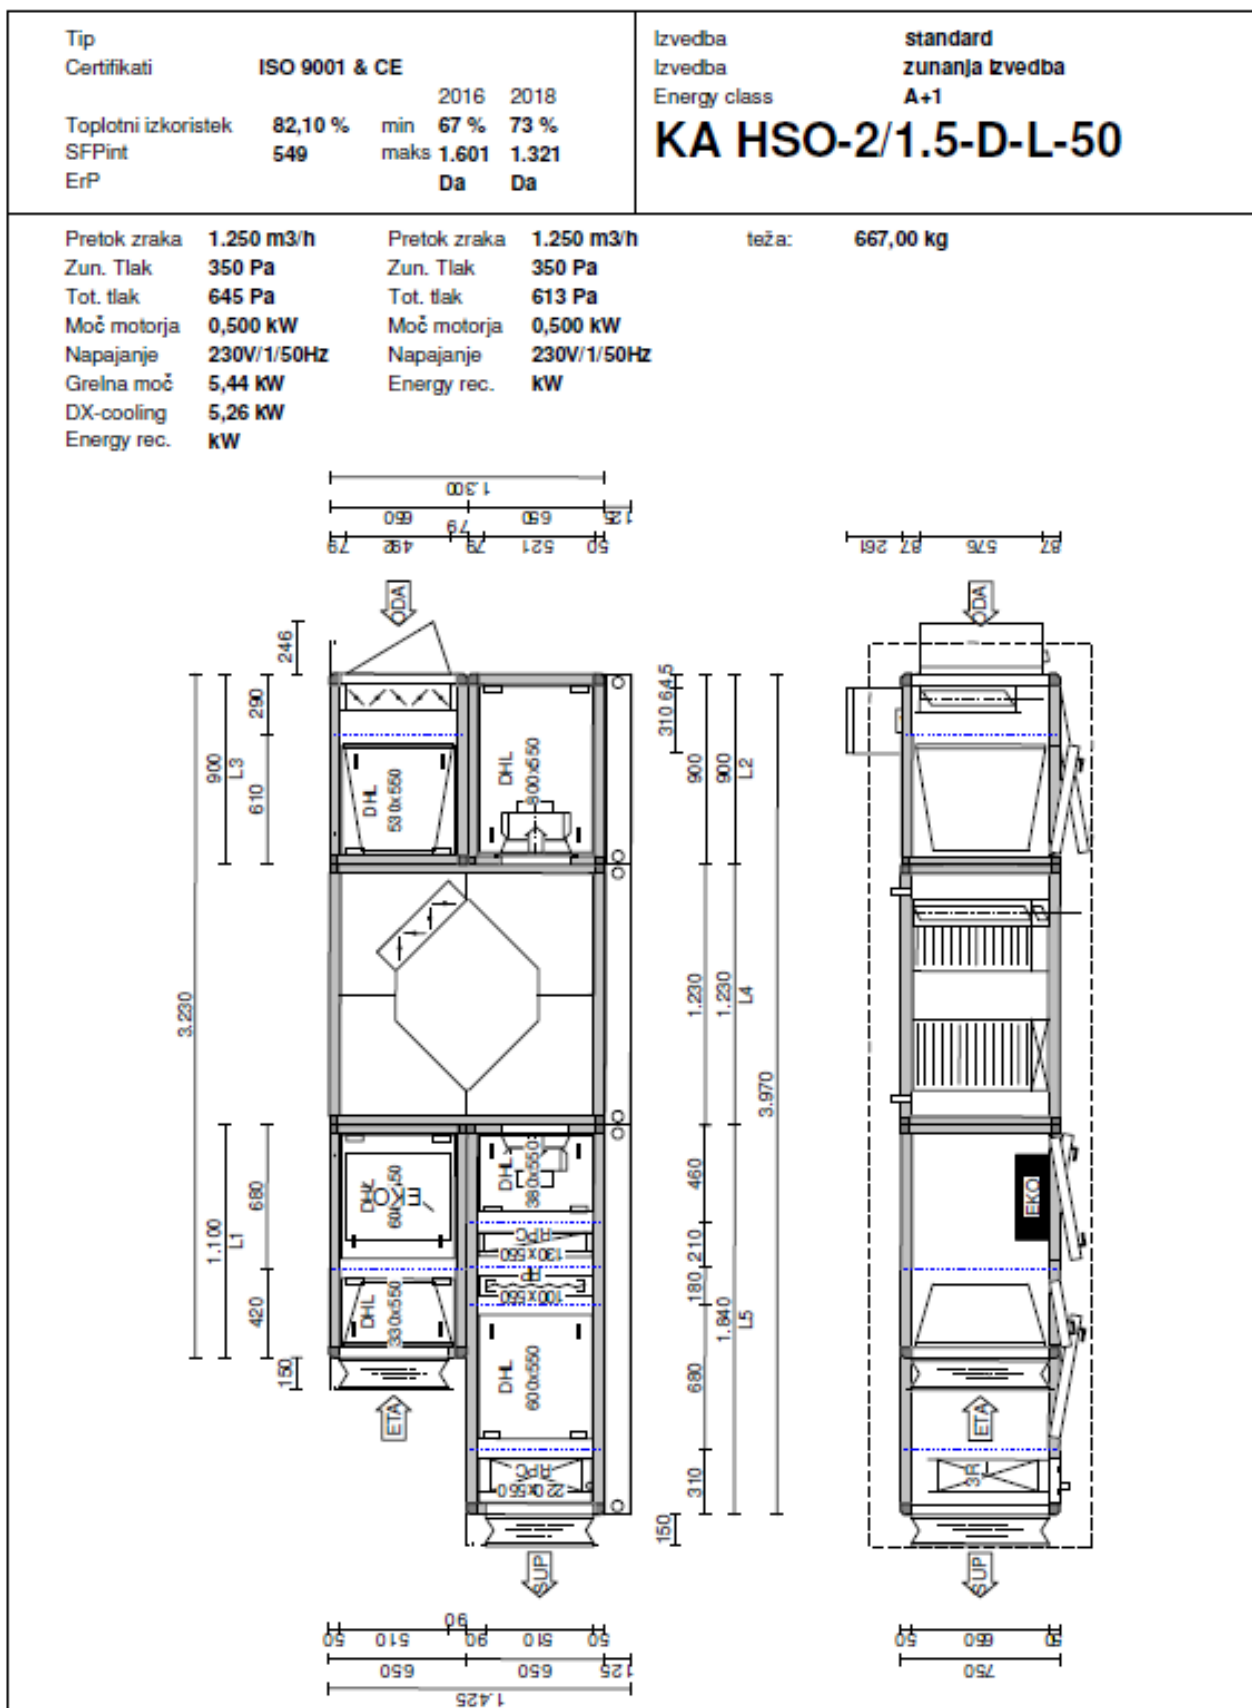 Tip
Certifikati ISO 9001 & CE
2016 2018
Toplotni izkoristek 82,10 % min 67 % 73 %
SFPint 549 maks 1.601 1.321
ErP Da Da
Izvedba standard
Izvedba zunanja izvedba
Energy class A+1
KA HSO-2/1.5-D-L-50
Pretok zraka 1.250 m3/h Pretok zraka 1.250 m3/h teža: 667,00 kg
Zun. Tlak 350 Pa Zun. Tlak 350 Pa
Tot. tlak 645 Pa Tot. tlak 613 Pa
Moč motorja 0,500 kW Moč motorja 0,500 kW
Napajanje 230V/1/50Hz Napajanje 230V/1/50Hz
Grelna moč 5,44 kW Energy rec. kW
DX-cooling 5,26 kW
Energy rec. kW
1.300
650 650 125
79
79 492 79 521 50
261 87 576 87
ODA
ODA
246
290
900
L3
610
DHL
530x550
DHL
800x550
310 64,5
900
900
L2
3.230
1.230
1.230
L4
3.970
1.100
L1
680
420
150
EKO
DHL
330x550
DHL
380x550
RPC
130x550
100x550
DHL
600x550
RPC
220x550
460
210
180
1.840
L5
680
310
150
EKO
ETA
ETA
SUP
SUP
90
50 510 90 510 50
650 650 125
1.425
50 650 50
750